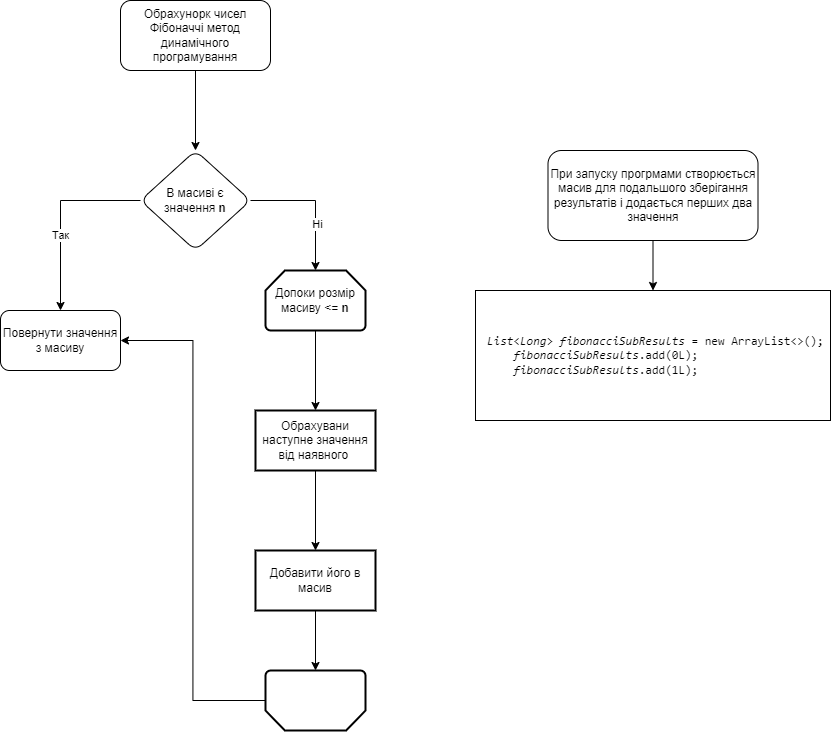 Обрахунорк чисел
Фібоначчі метод
динамічного
програмування
В масиві є
значення n
Так
Ні
Допоки розмір
масиву <= n
Повернути значення
з масиву
Обрахувани
наступне значення
від наявного
Добавити його в
масив
При запуску прогрмами створюється
масив для подальшого зберігання
результатів і додається перших два
значення
List<Long> fibonacciSubResults = new ArrayList<>();
fibonacciSubResults.add(0L);
fibonacciSubResults.add(1L);